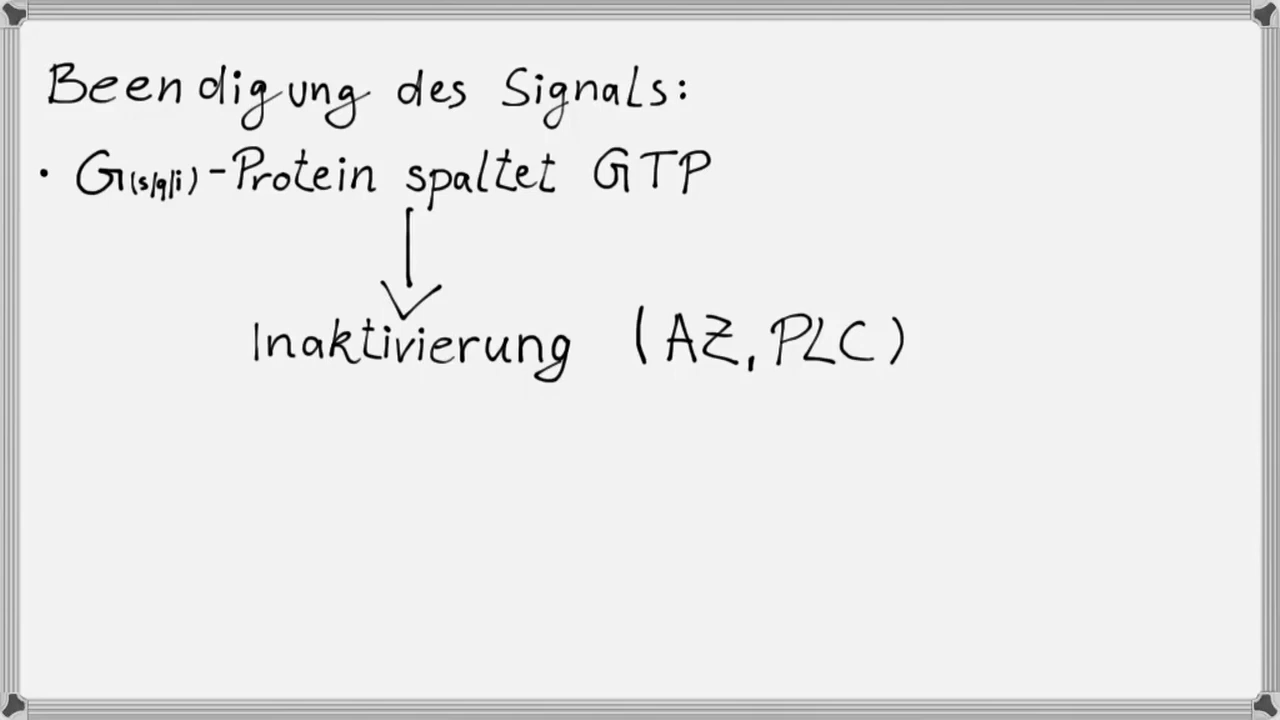 Beendigung des Signals:
• G(s/q/i)-Protein spaltet GTP
Inaktivierung (AZ, PLC)